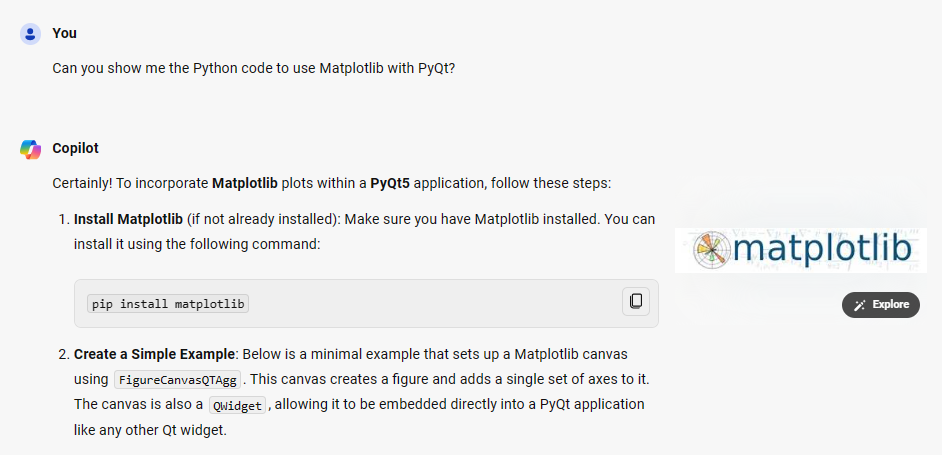 You
Can you show me the Python code to use Matplotlib with PyQt?
Copilot
Certainly! To incorporate Matplotlib plots within a PyQt5 application, follow these steps:
1. Install Matplotlib (if not already installed): Make sure you have Matplotlib installed. You can
install it using the following command:
pip install matplotlib
2. Create a Simple Example: Below is a minimal example that sets up a Matplotlib canvas
using FigureCanvasQTAgg. This canvas creates a figure and adds a single set of axes to it.
The canvas is also a QWidget, allowing it to be embedded directly into a PyQt application
like any other Qt widget.
matplotlib
Explore